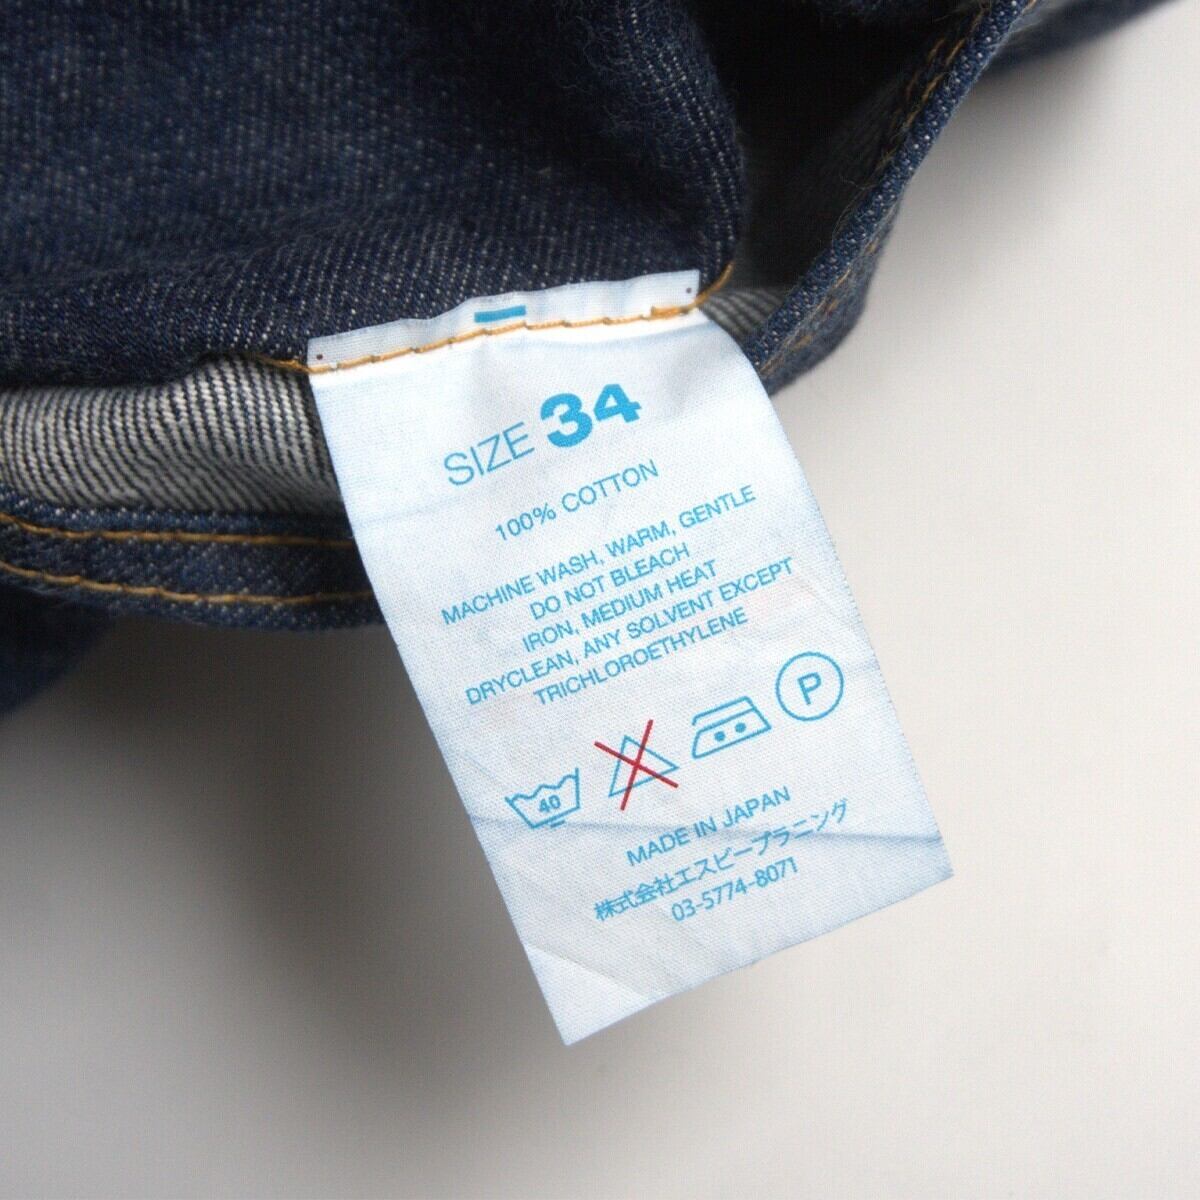 SIZE 34
100% COTTON
MACHINE WASH, WARM, GENTLE
DO NOT BLEACH
IRON, MEDIUM HEAT
DRYCLEAN, ANY SOLVENT EXCEPT
TRICHLOROETHYLENE
40
P
MADE IN JAPAN
株式会社エスピープラニング
03-5774-8071